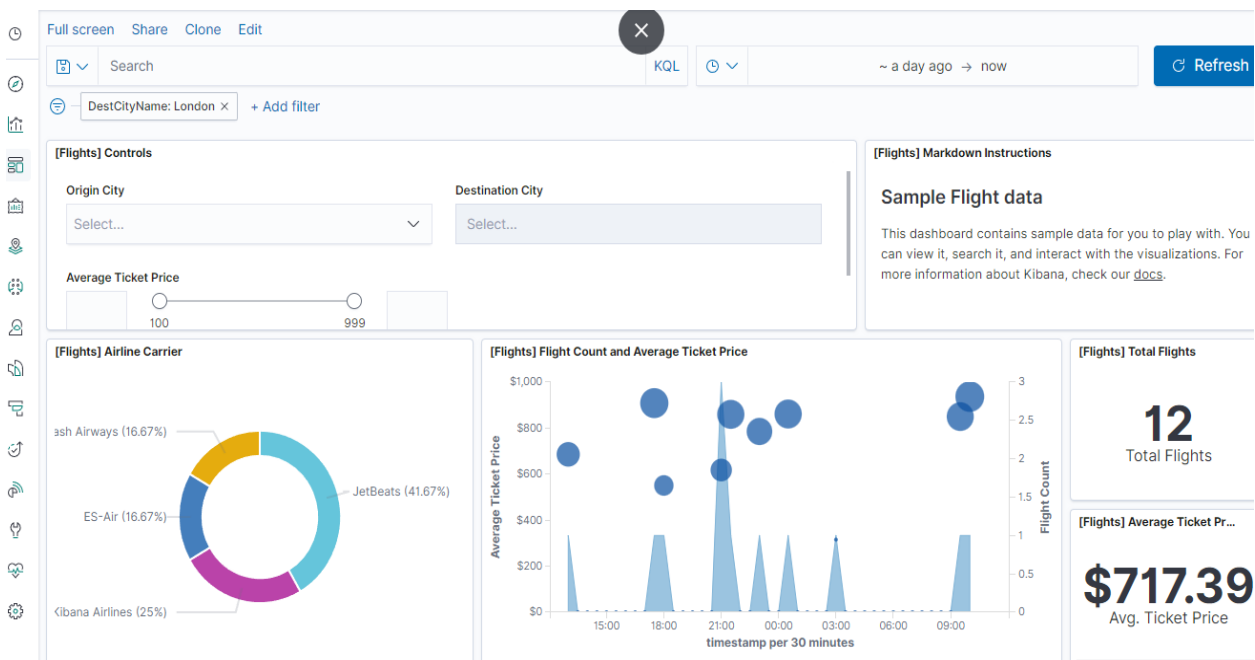 Full screen Share Clone Edit
Search KQL ~ a day ago → now Refresh
DestCityName: London × + Add filter
[Flights] Controls
Origin City Destination City
Select... Select...
Average Ticket Price
100 999
[Flights] Markdown Instructions
Sample Flight data
This dashboard contains sample data for you to play with. You
can view it, search it, and interact with the visualizations. For
more information about Kibana, check our docs.
[Flights] Airline Carrier
ash Airways (16.67%)
JetBeats (41.67%)
ES-Air (16.67%)
Kibana Airlines (25%)
[Flights] Flight Count and Average Ticket Price
Average Ticket Price
$1,000
$800
$600
$400
$200
$0
3
2.5
2
1.5
1
0.5
0
Flight Count
15:00 18:00 21:00 00:00 03:00 06:00 09:00
timestamp per 30 minutes
[Flights] Total Flights
12
Total Flights
[Flights] Average Ticket Pr...
$717.39
Avg. Ticket Price